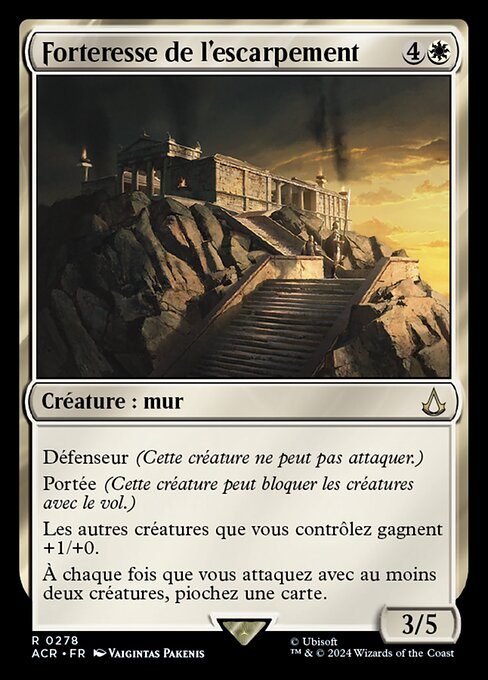 Forteresse de l'escarpement 4
Créature : mur
Défenseur (Cette créature ne peut pas attaquer.)
Portée (Cette créature peut bloquer les créatures
avec le vol.)
Les autres créatures que vous contrôlez gagnent
+1/+0.
À chaque fois que vous attaquez avec au moins
deux créatures, piochez une carte.
3/5
R 0278
ACR • FR Vaigintas Pakenis
© Ubisoft
™ & © 2024 Wizards of the Coast